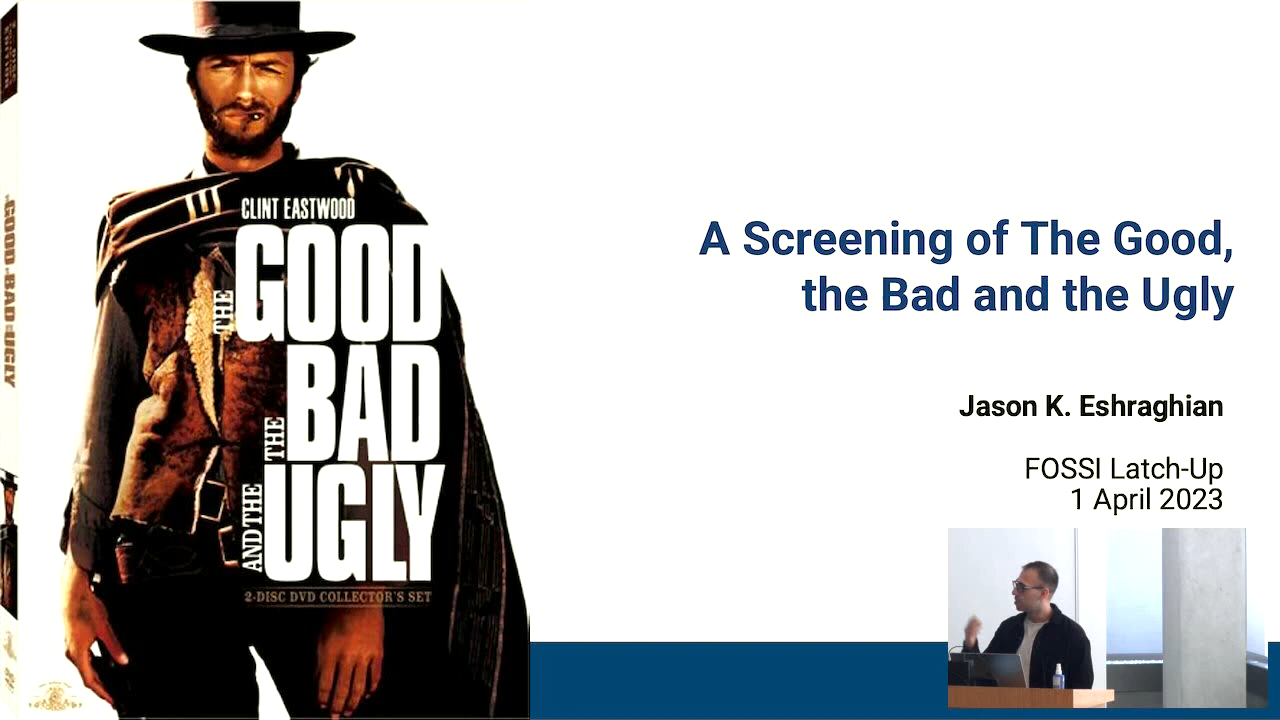 CLINT EASTWOOD
THE GOOD
THE BAD
AND THE UGLY
2-DISC DVD COLLECTOR'S SET
THE GOOD, THE BAD AND THE UGLY
A Screening of The Good,
the Bad and the Ugly
Jason K. Eshraghian
FOSSI Latch-Up
1 April 2023